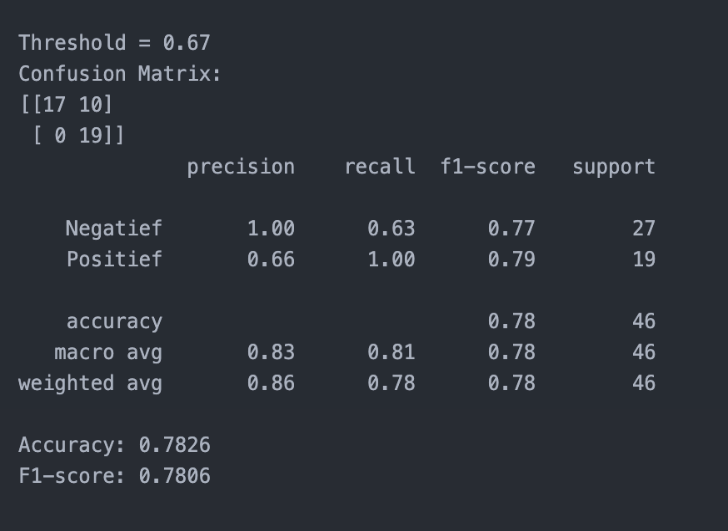 Threshold = 0.67
Confusion Matrix:
[[17 10]
[ 0 19]]
precision recall f1-score support
Negatief 1.00 0.63 0.77 27
Positief 0.66 1.00 0.79 19
accuracy 0.78 46
macro avg 0.83 0.81 0.78 46
weighted avg 0.86 0.78 0.78 46
Accuracy: 0.7826
F1-score: 0.7806